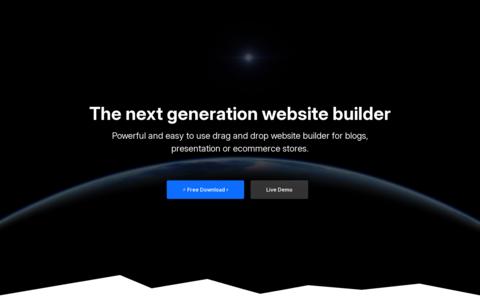 The next generation website builder
Powerful and easy to use drag and drop website builder for blogs,
presentation or ecommerce stores.
Free Download
Live Demo